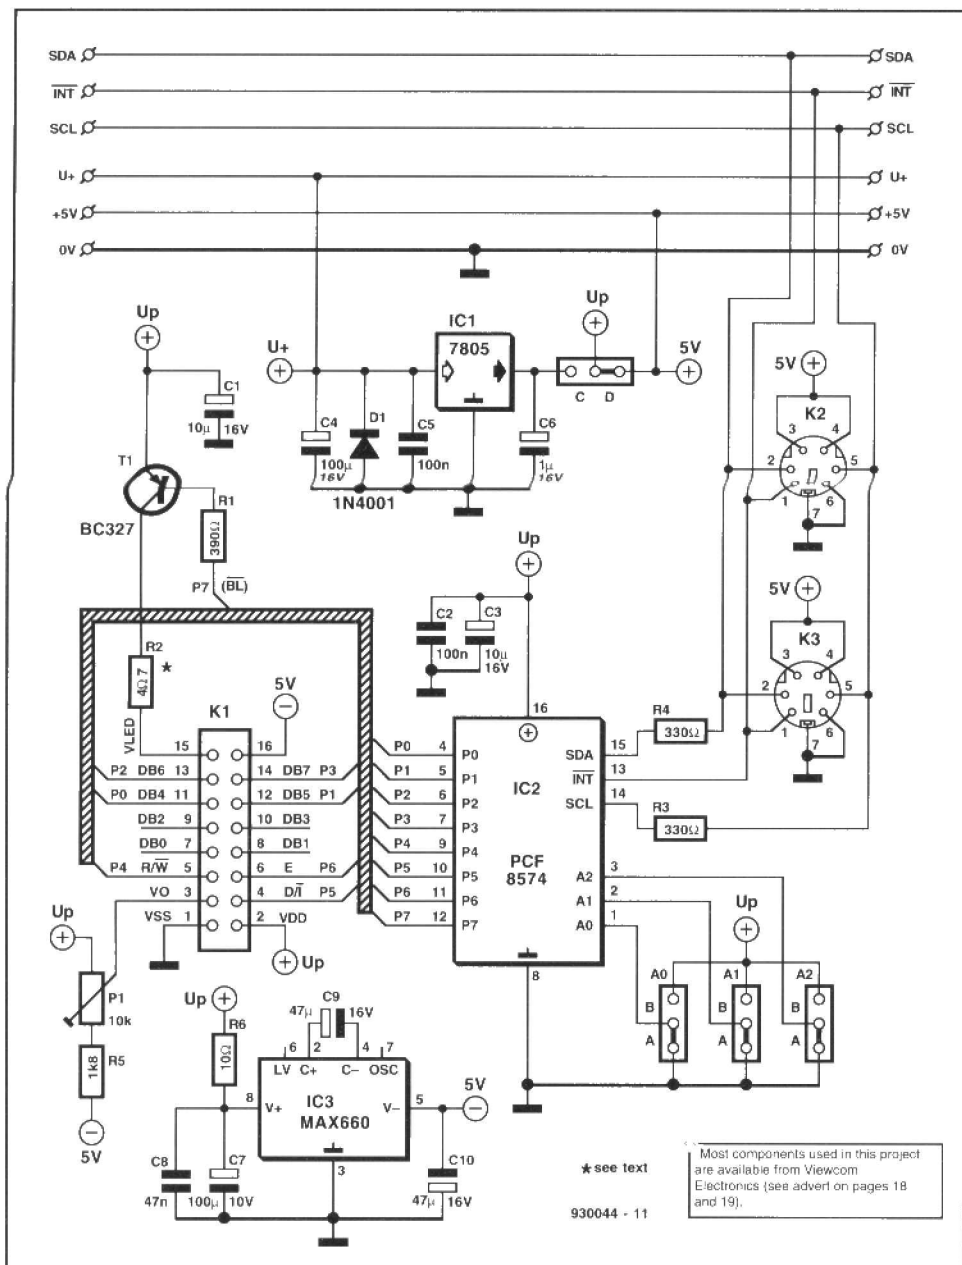 SDA SDA
INT INT
SCL SCL
U+ U+
+5V +5V
0V 0V
Up
IC1
7805
Up
U+
5V
C D
C1
10µ 16V
C4
100µ
16V
D1
1N4001
C5
100n
C6
1µ
16V
T1
BC327
R1
390Ω
P7 (BL)
R2
4Ω7
*
VLED
5V
K2
5V
3 4
2 5
1 7 6
K3
5V
3 4
2 5
1 7 6
Up
C2
100n
C3
10µ
16V
16
K1
5V
15 16
P2 DB6 13 14 DB7 P3
P0 DB4 11 12 DB5 P1
DB2 9 10 DB3
DB0 7 8 DB1
P4 R/W 5 6 E P6
VO 3 4 D/I P5
VSS 1 2 VDD
Up
Up
P1
10k
R5
1k8
5V
P0 4 P0
P1 5 P1
P2 6 P2
P3 7 P3
P4 9 P4
P5 10 P5
P6 11 P6
P7 12 P7
IC2
PCF
8574
SDA 15
INT 13
SCL 14
A2 3
A1 2
A0 1
8
R4
330Ω
R3
330Ω
Up
A0 A1 A2
B B B
A A A
Up
R6
10Ω
C9
47µ 16V
6 2 4 7
LV C+ C− OSC
IC3
MAX660
8 V+ V− 5
3
5V
C8
47n
C7
100µ 10V
C10
47µ 16V
* see text
930044 - 11
Most components used in this project
are available from Viewcom
Electronics (see advert on pages 18
and 19).